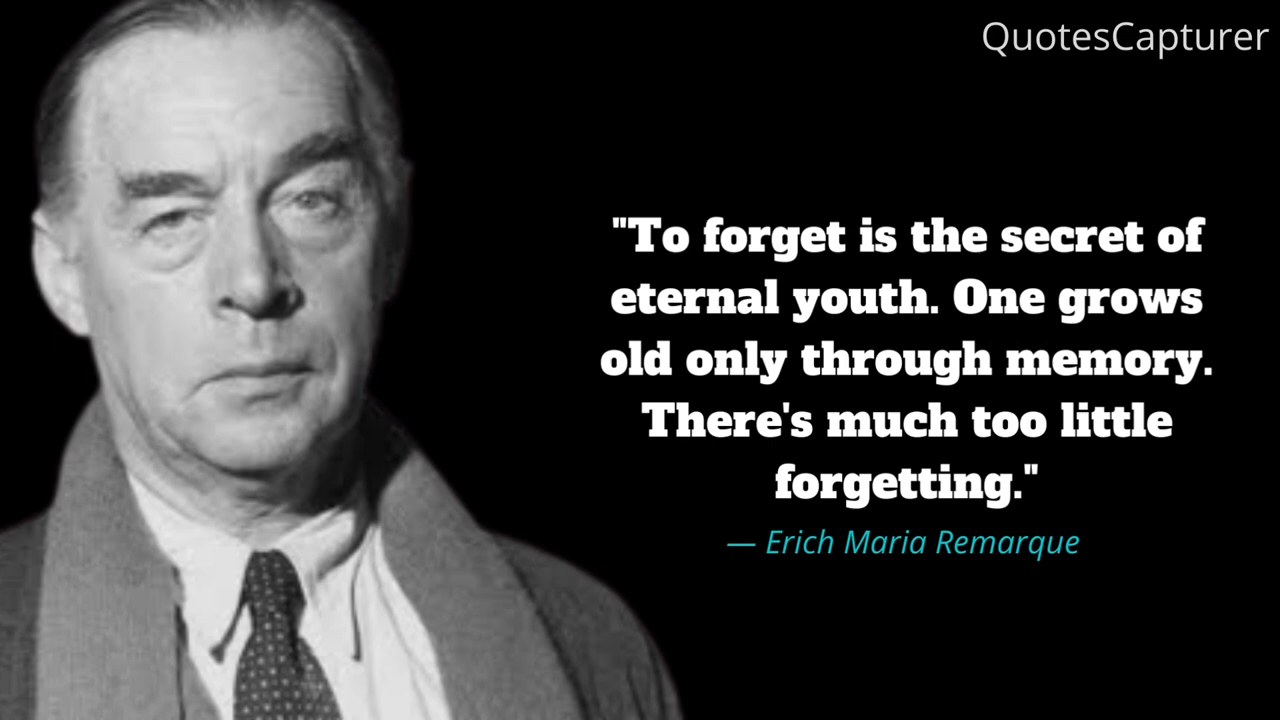 QuotesCapturer
"To forget is the secret of
eternal youth. One grows
old only through memory.
There's much too little
forgetting."
— Erich Maria Remarque